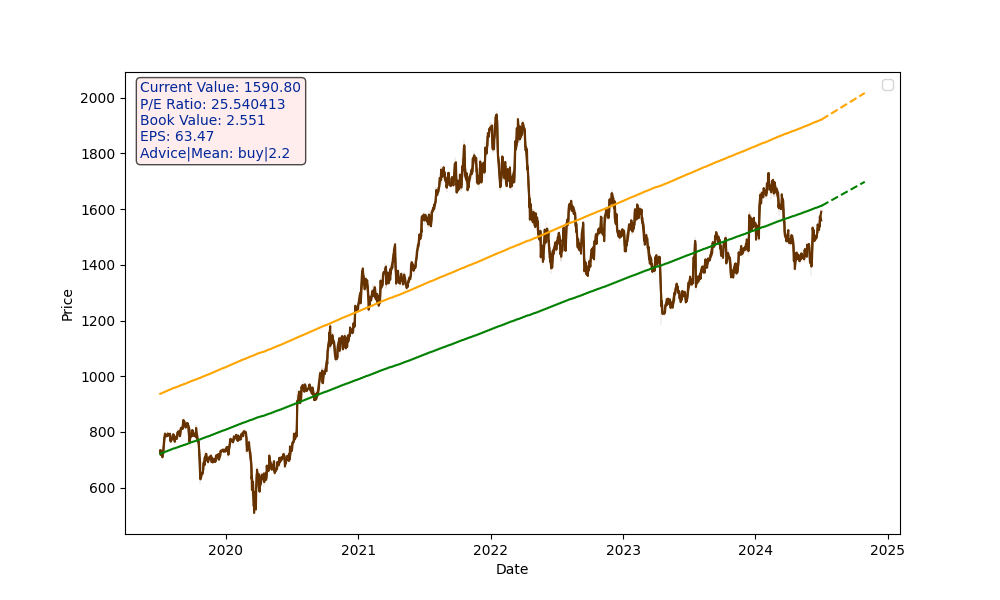 Current Value: 1590.80
P/E Ratio: 25.540413
Book Value: 2.551
EPS: 63.47
Advice|Mean: buy|2.2
2000
1800
1600
1400
1200
1000
800
600
Price
2020
2021
2022
2023
2024
2025
Date